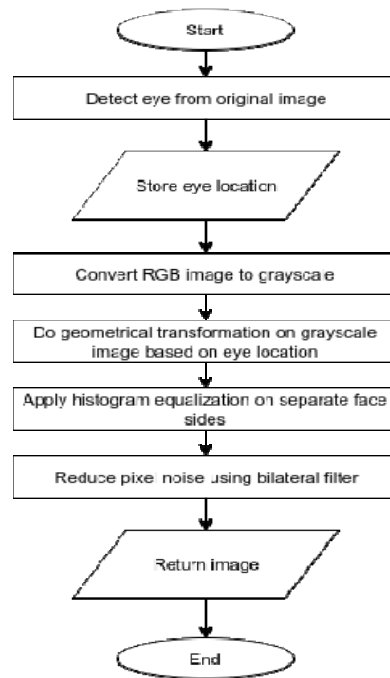 Start
Detect eye from original image
Store eye location
Convert RGB image to grayscale
Do geometrical transformation on grayscale
image based on eye location
Apply histogram equalization on separate face
sides
Reduce pixel noise using bilateral filter
Return image
End